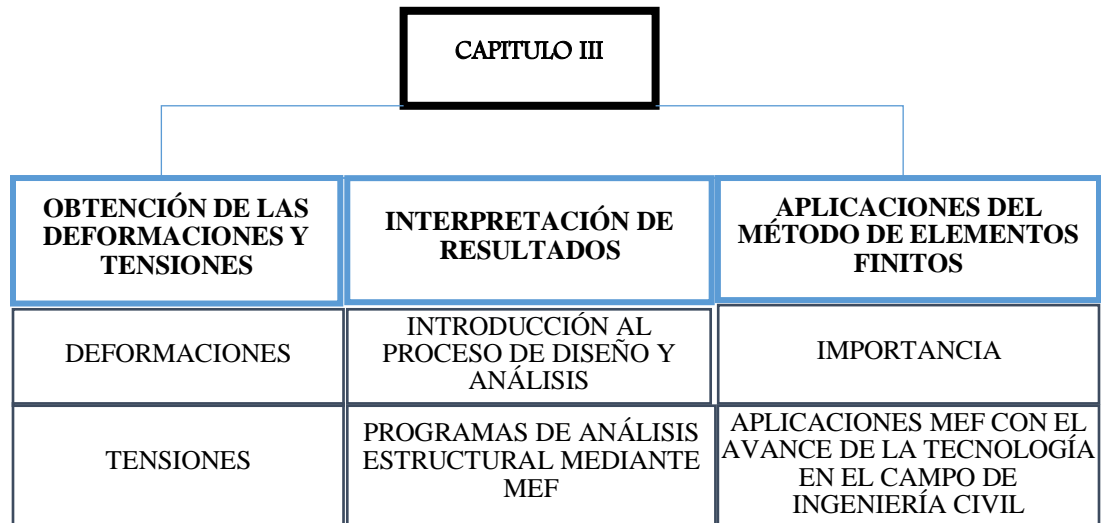 CAPITULO III
OBTENCIÓN DE LAS
DEFORMACIONES Y
TENSIONES
INTERPRETACIÓN DE
RESULTADOS
APLICACIONES DEL
MÉTODO DE ELEMENTOS
FINITOS
DEFORMACIONES
INTRODUCCIÓN AL
PROCESO DE DISEÑO Y
ANÁLISIS
IMPORTANCIA
TENSIONES
PROGRAMAS DE ANÁLISIS
ESTRUCTURAL MEDIANTE
MEF
APLICACIONES MEF CON EL
AVANCE DE LA TECNOLOGÍA
EN EL CAMPO DE
INGENIERÍA CIVIL